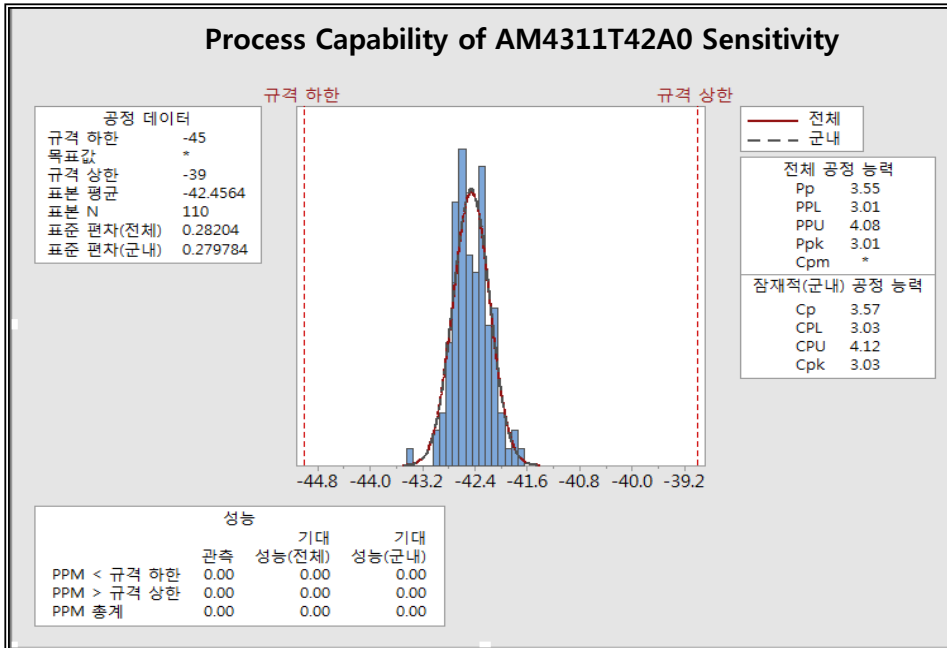 Process Capability of AM4311T42A0 Sensitivity
규격 하한
규격 상한
공정 데이터
규격 하한 -45
목표값 *
규격 상한 -39
표본 평균 -42.4564
표본 N 110
표준 편차(전체) 0.28204
표준 편차(군내) 0.279784
전체
군내
전체 공정 능력
Pp 3.55
PPL 3.01
PPU 4.08
Ppk 3.01
Cpm *
잠재적(군내) 공정 능력
Cp 3.57
CPL 3.03
CPU 4.12
Cpk 3.03
-44.8 -44.0 -43.2 -42.4 -41.6 -40.8 -40.0 -39.2
성능
기대 기대
관측 성능(전체) 성능(군내)
PPM < 규격 하한 0.00 0.00 0.00
PPM > 규격 상한 0.00 0.00 0.00
PPM 총계 0.00 0.00 0.00